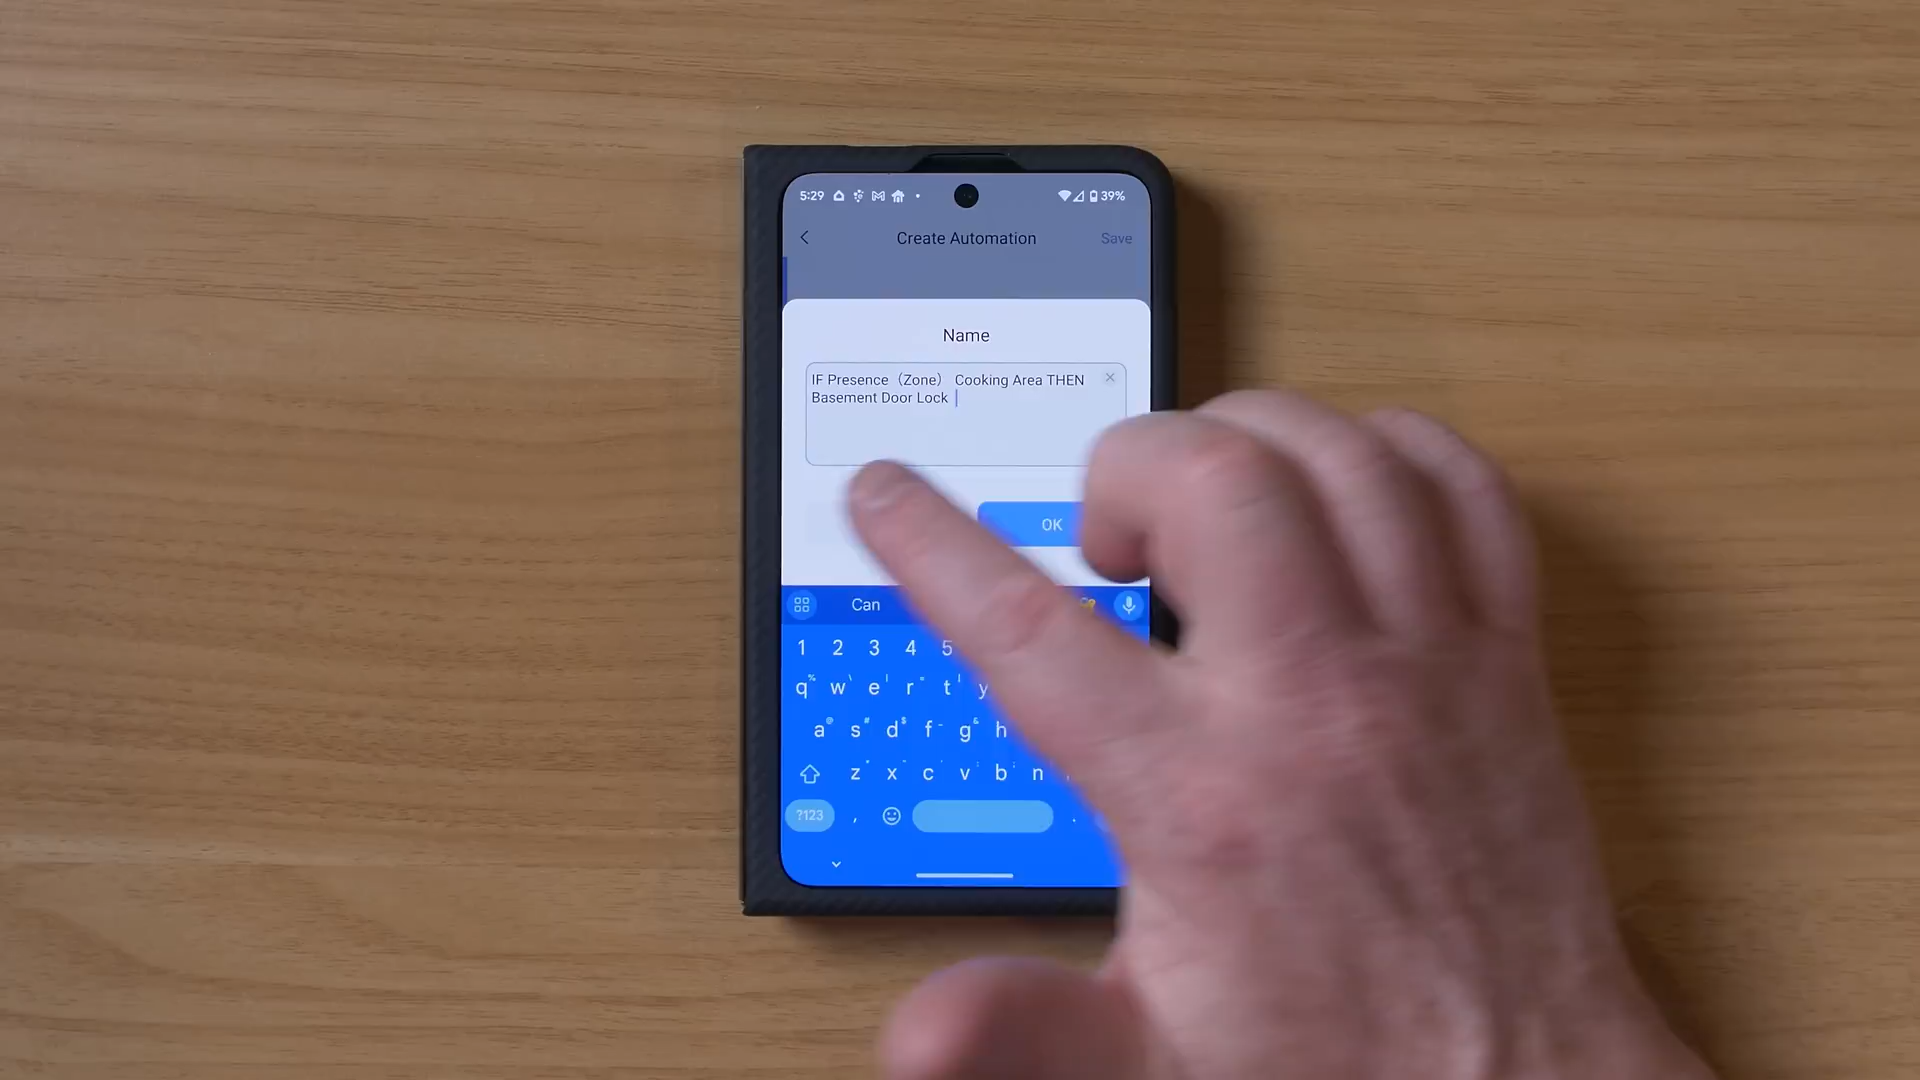 5:29 39%
Create Automation Save
Name
IF Presence（Zone） Cooking Area THEN
Basement Door Lock
OK
Can
1 2 3 4 5
q w e r t y
a s d f g h
z x c v b n
?123 , .